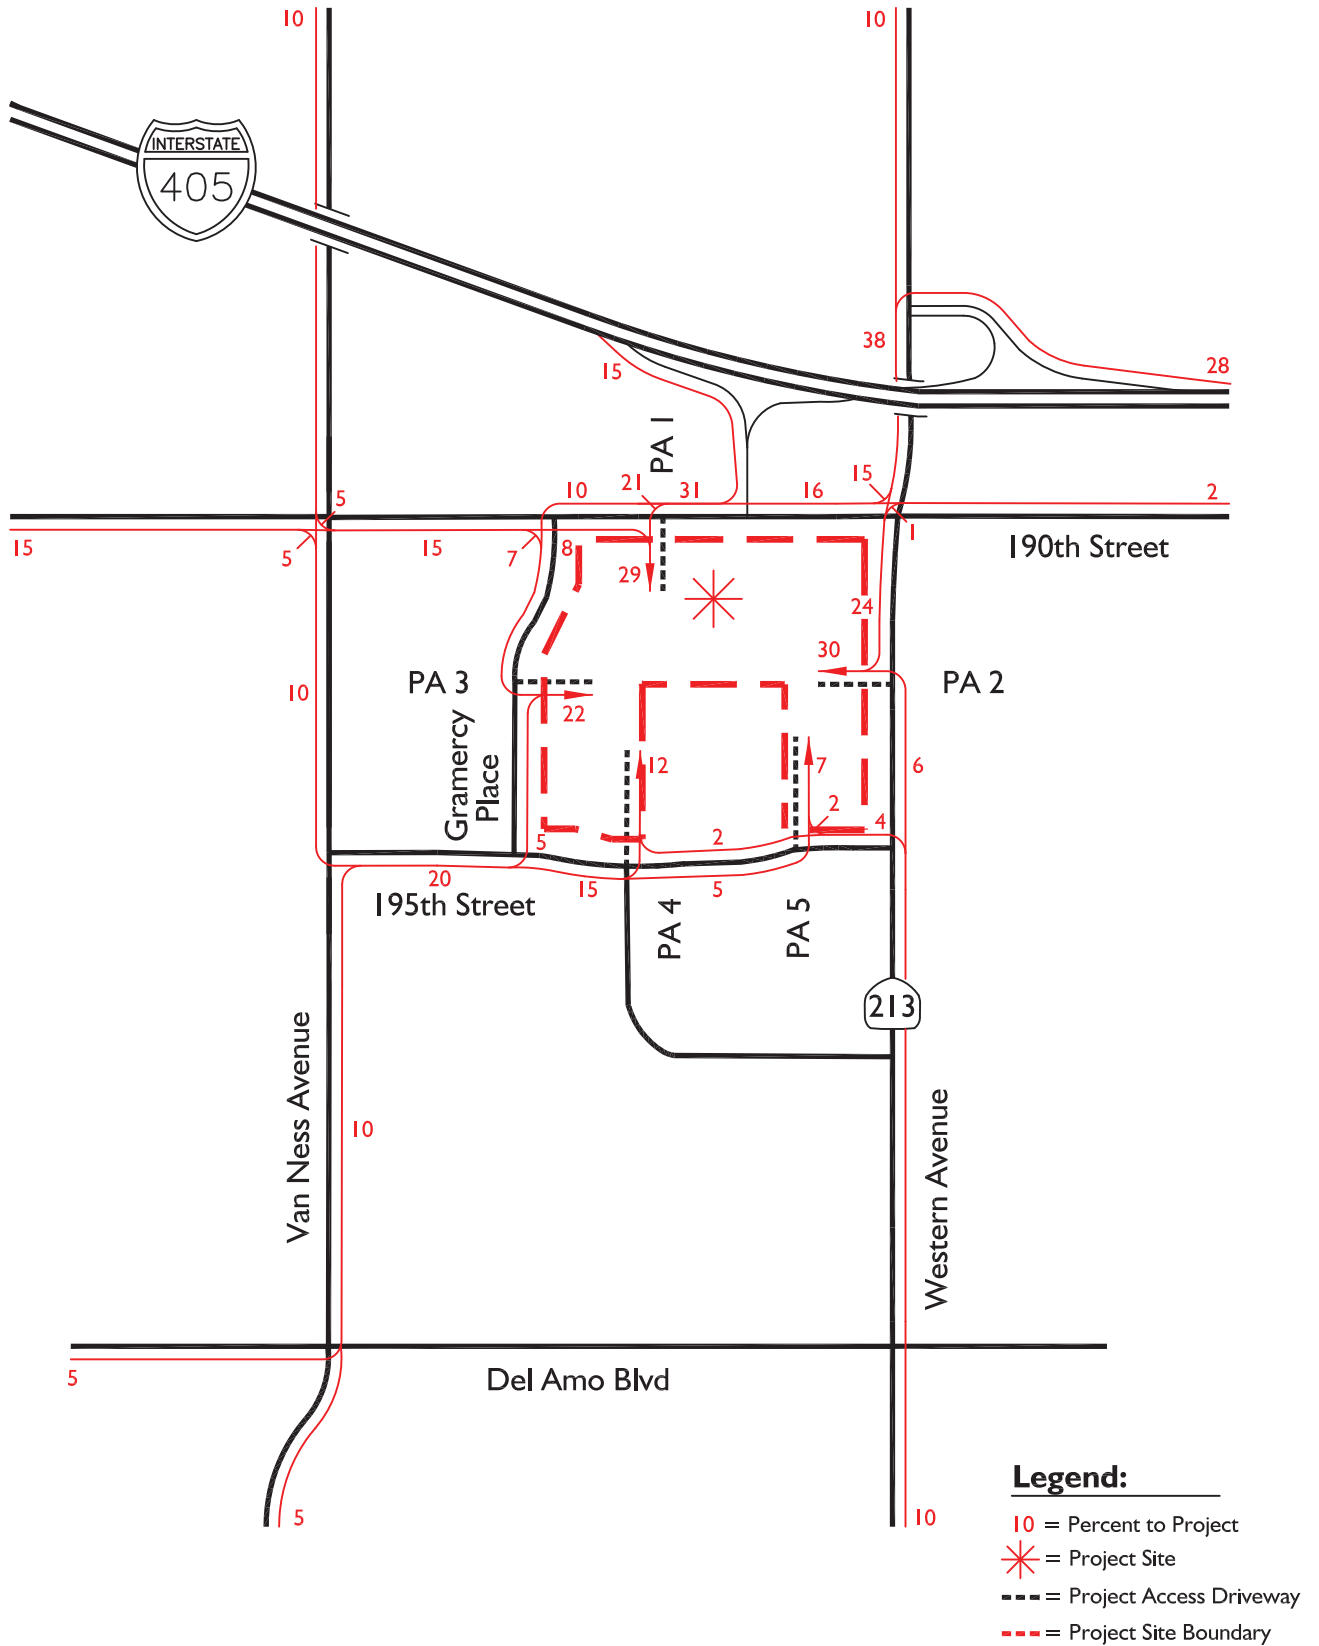 10
10
INTERSTATE
405
38
28
15
PA 1
15
5
10
21
31
16
2
1
15
5
15
7
8
190th Street
29
24
30
PA 3
PA 2
10
22
Gramercy
Place
12
7
6
2
4
5
2
20
15
5
195th Street
PA 4
PA 5
213
Van Ness Avenue
10
Western Avenue
5
Del Amo Blvd
5
10
Legend:
10 = Percent to Project
= Project Site
= Project Access Driveway
= Project Site Boundary